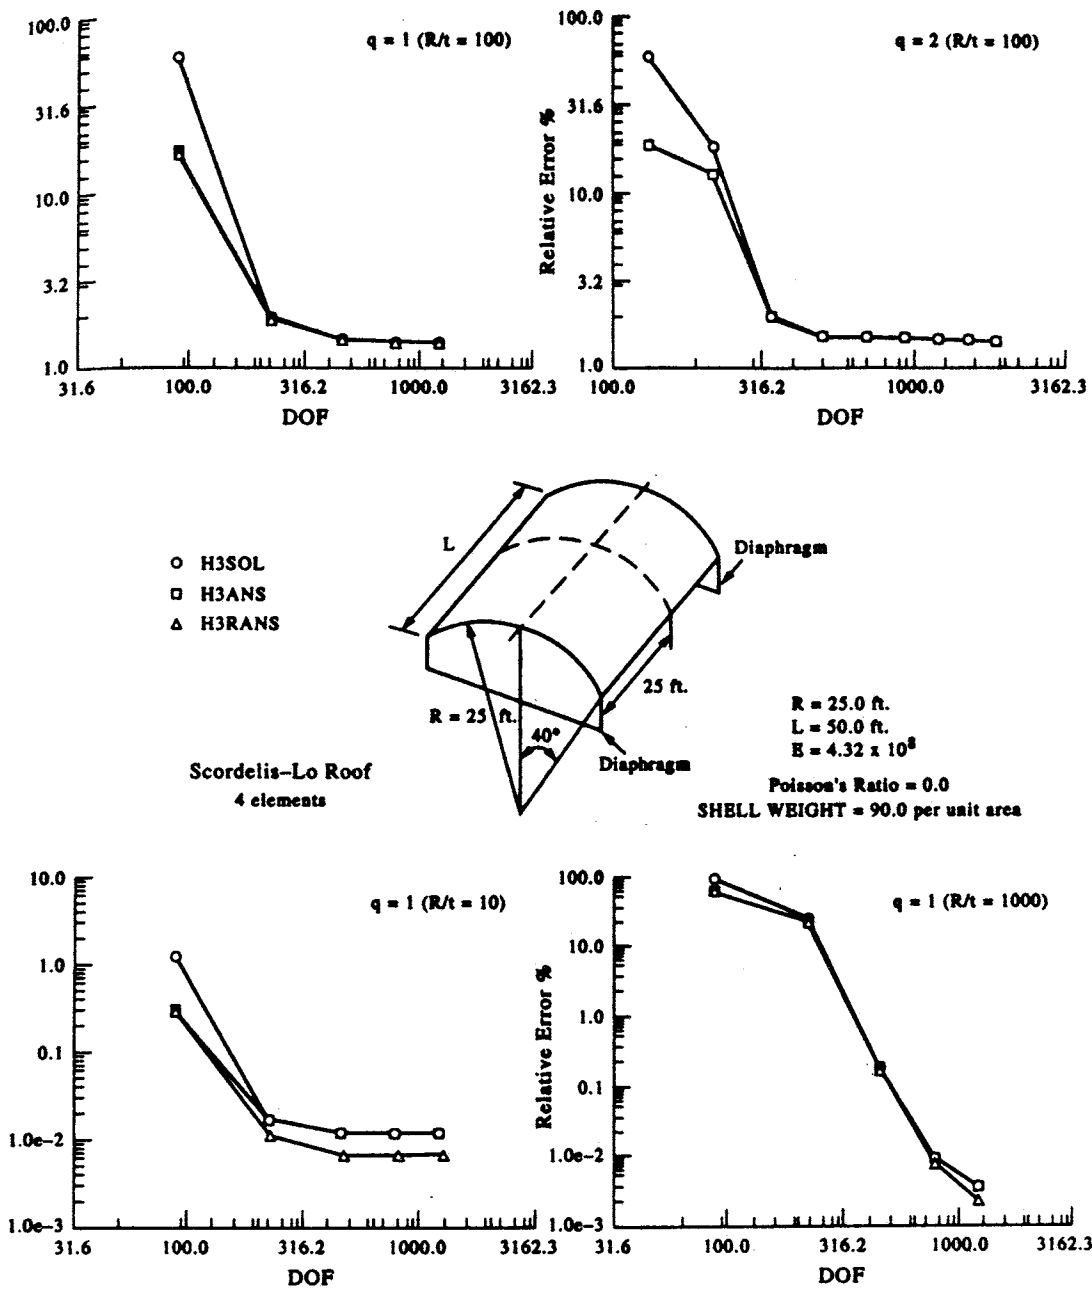 q = 1 (R/t = 100)
100.0
31.6
10.0
3.2
1.0
31.6 100.0 316.2 1000.0 3162.3
DOF
q = 2 (R/t = 100)
Relative Error %
100.0
31.6
10.0
3.2
1.0
100.0 316.2 1000.0 3162.3
DOF
H3SOL
H3ANS
H3RANS
L
Diaphragm
25 ft.
R = 25 ft.
40°
Diaphragm
Scordelis-Lo Roof
4 elements
R = 25.0 ft.
L = 50.0 ft.
E = 4.32 x 10⁸
Poisson's Ratio = 0.0
SHELL WEIGHT = 90.0 per unit area
q = 1 (R/t = 10)
10.0
1.0
0.1
1.0e-2
1.0e-3
31.6 100.0 316.2 1000.0 3162.3
DOF
q = 1 (R/t = 1000)
Relative Error %
100.0
10.0
1.0
0.1
1.0e-2
1.0e-3
31.6 100.0 316.2 1000.0 3162.3
DOF